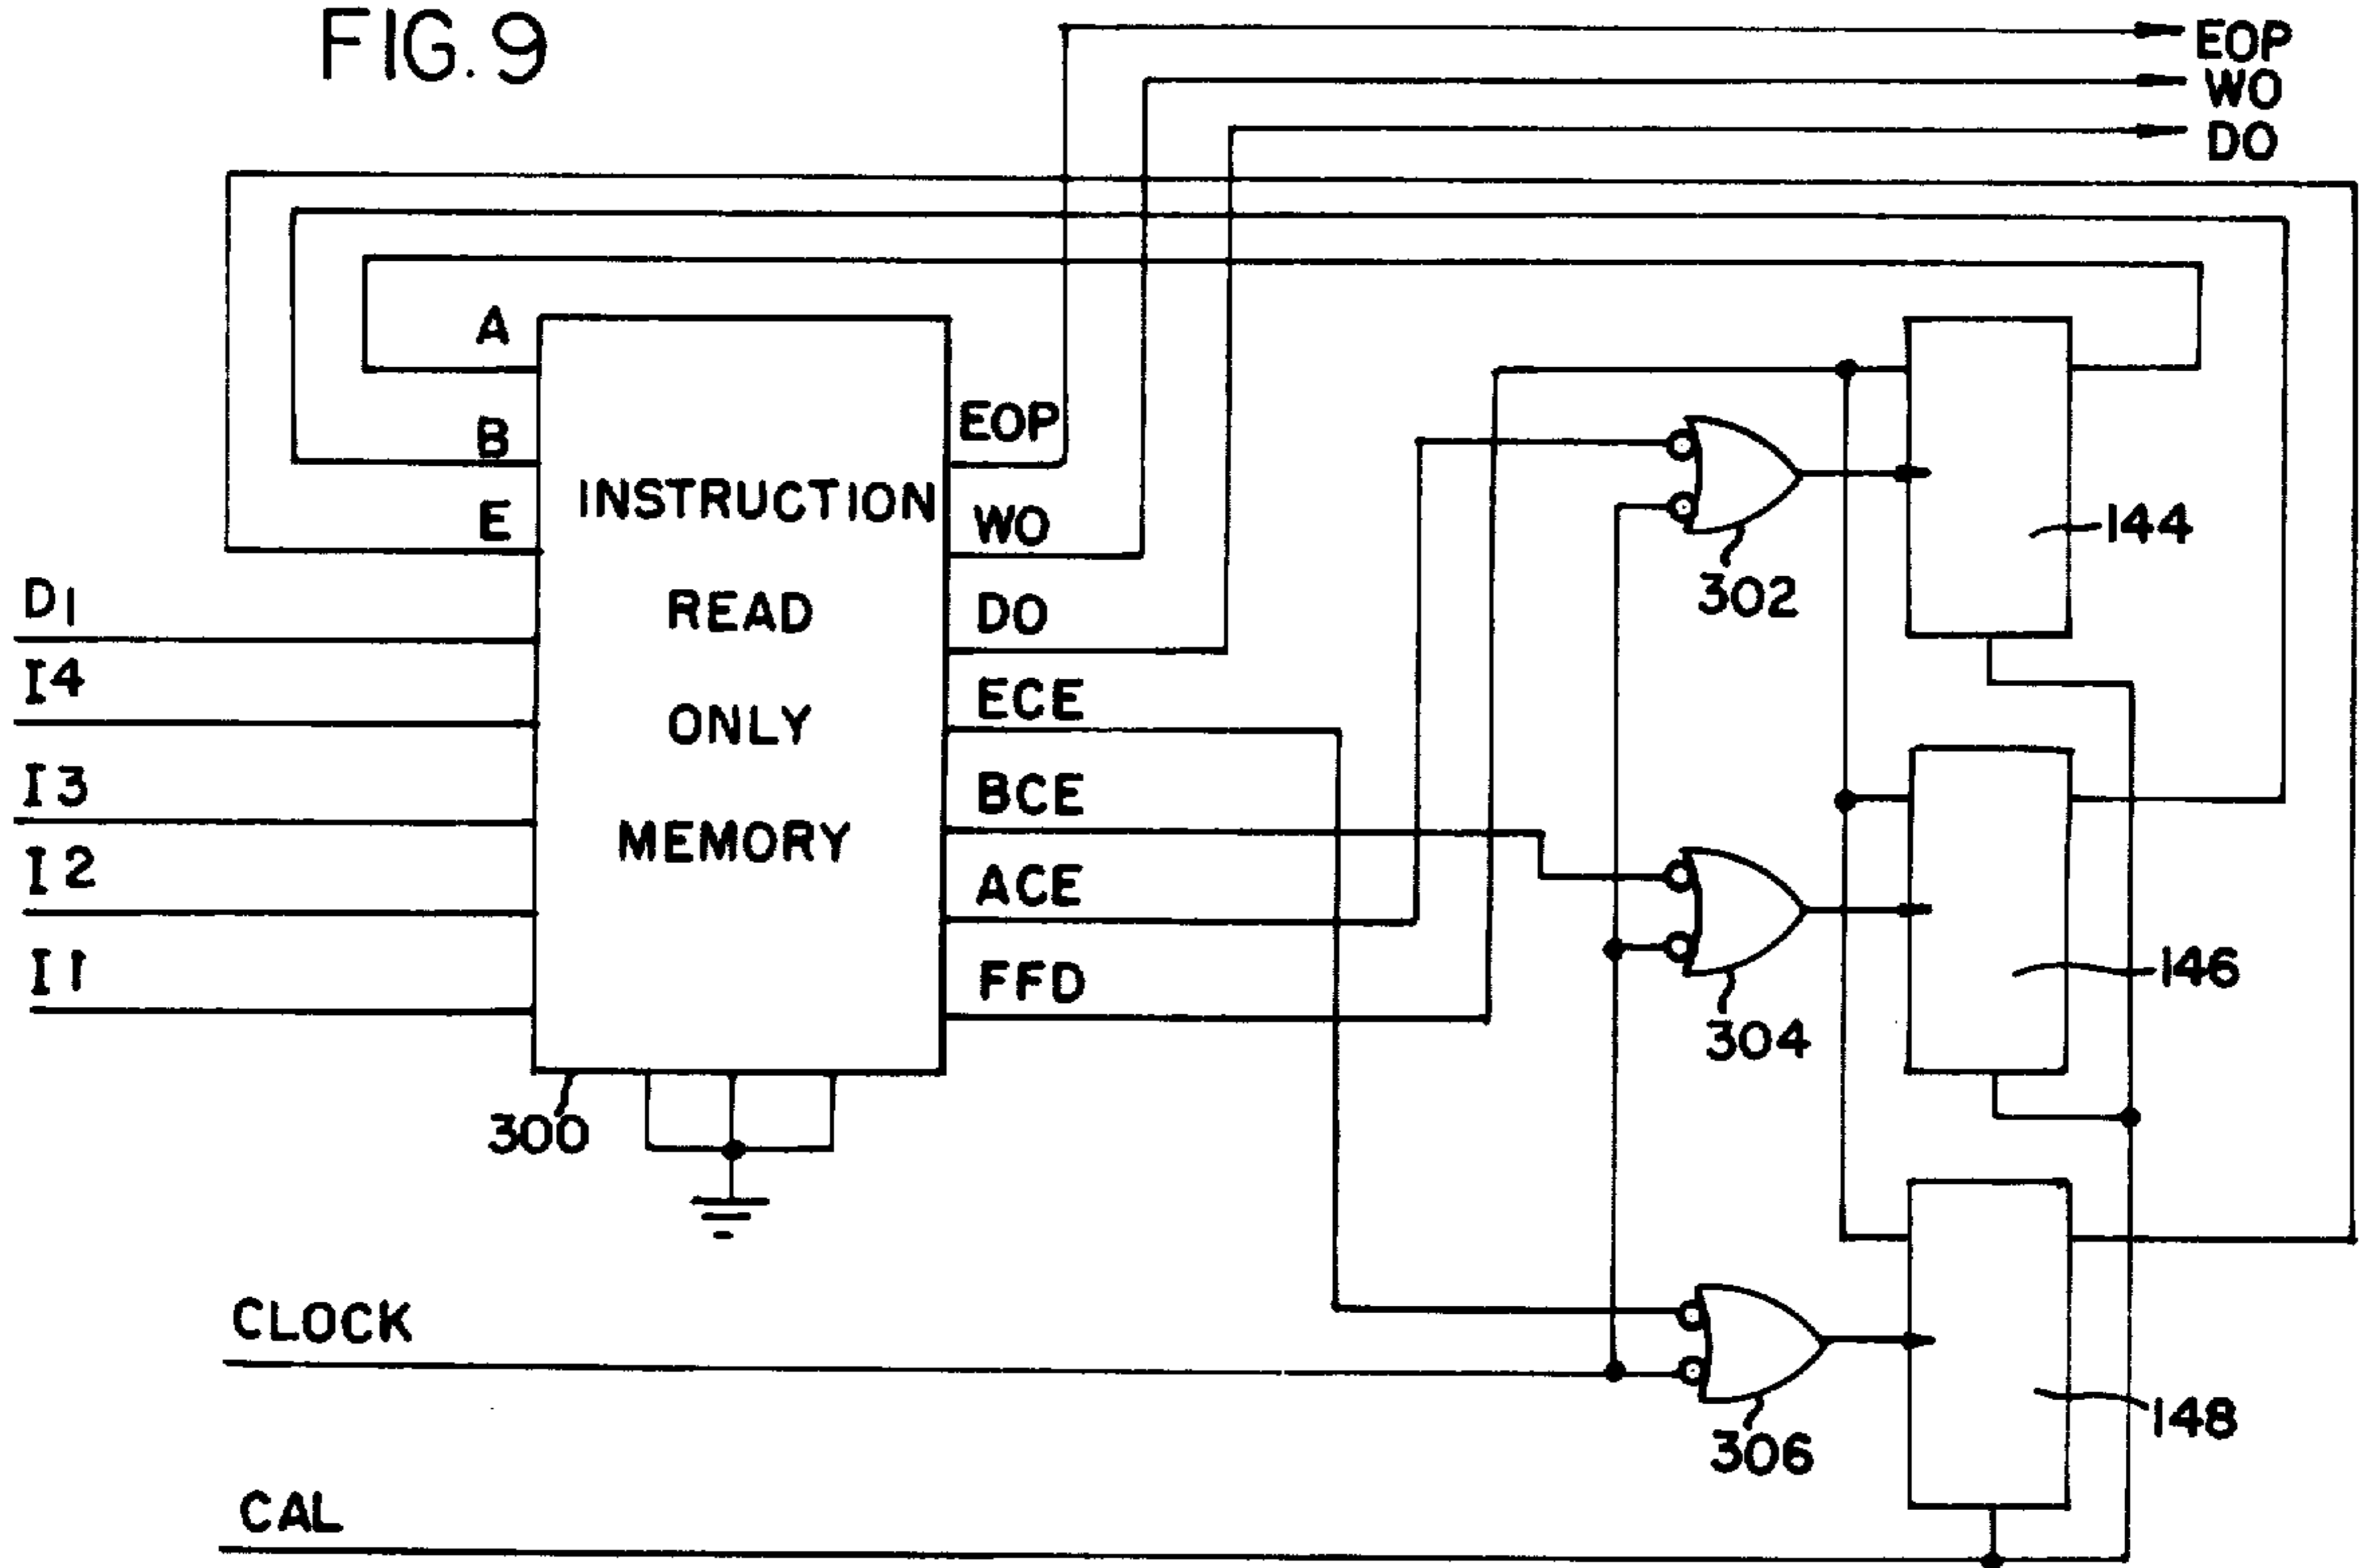 FIG. 9
EOP
WO
DO
A
B
E
D1
I4
I3
I2
I1
INSTRUCTION
READ
ONLY
MEMORY
EOP
WO
DO
ECE
BCE
ACE
FFD
300
302
144
304
146
306
148
CLOCK
CAL